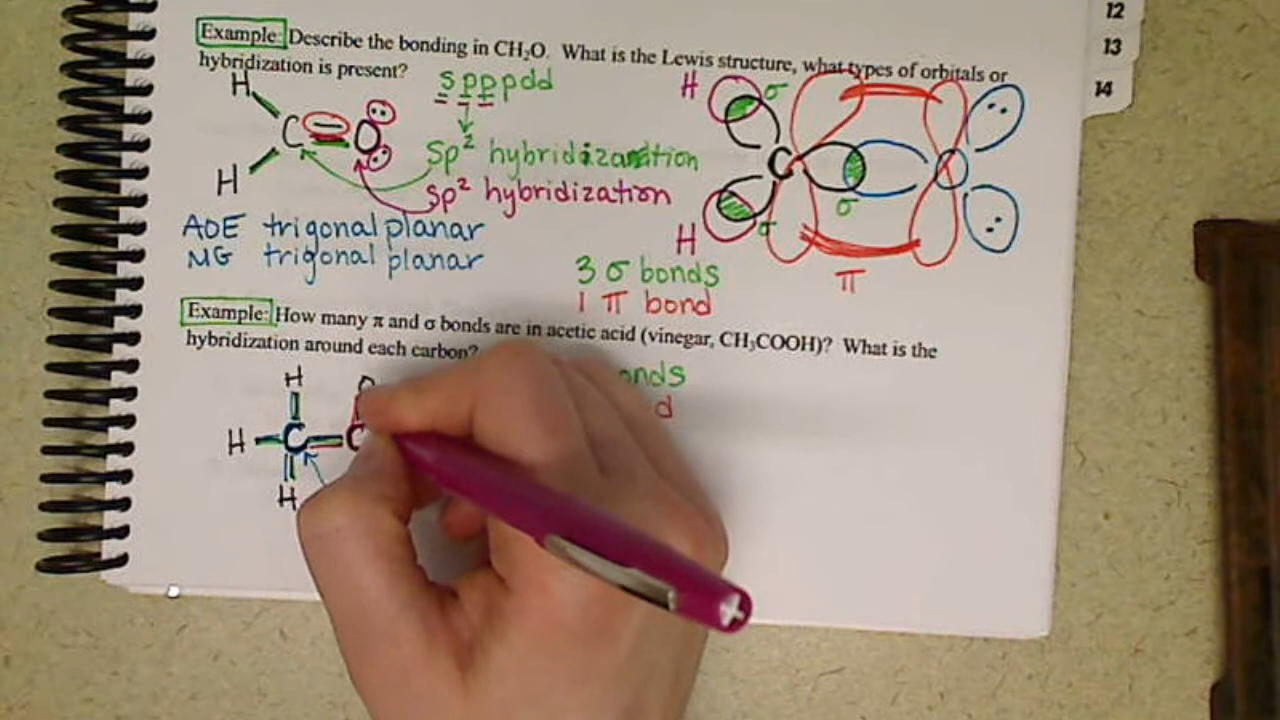 12
13
14
Example: Describe the bonding in CH₂O. What is the Lewis structure, what types of orbitals or
hybridization is present?
s p p p d d
H
C O
H
sp² hybridization
sp² hybridization
AOE trigonal planar
MG trigonal planar
H σ
C
σ
H σ
π
3 σ bonds
1 π bond
Example: How many π and σ bonds are in acetic acid (vinegar, CH₃COOH)? What is the
hybridization around each carbon?
H
H C C
H